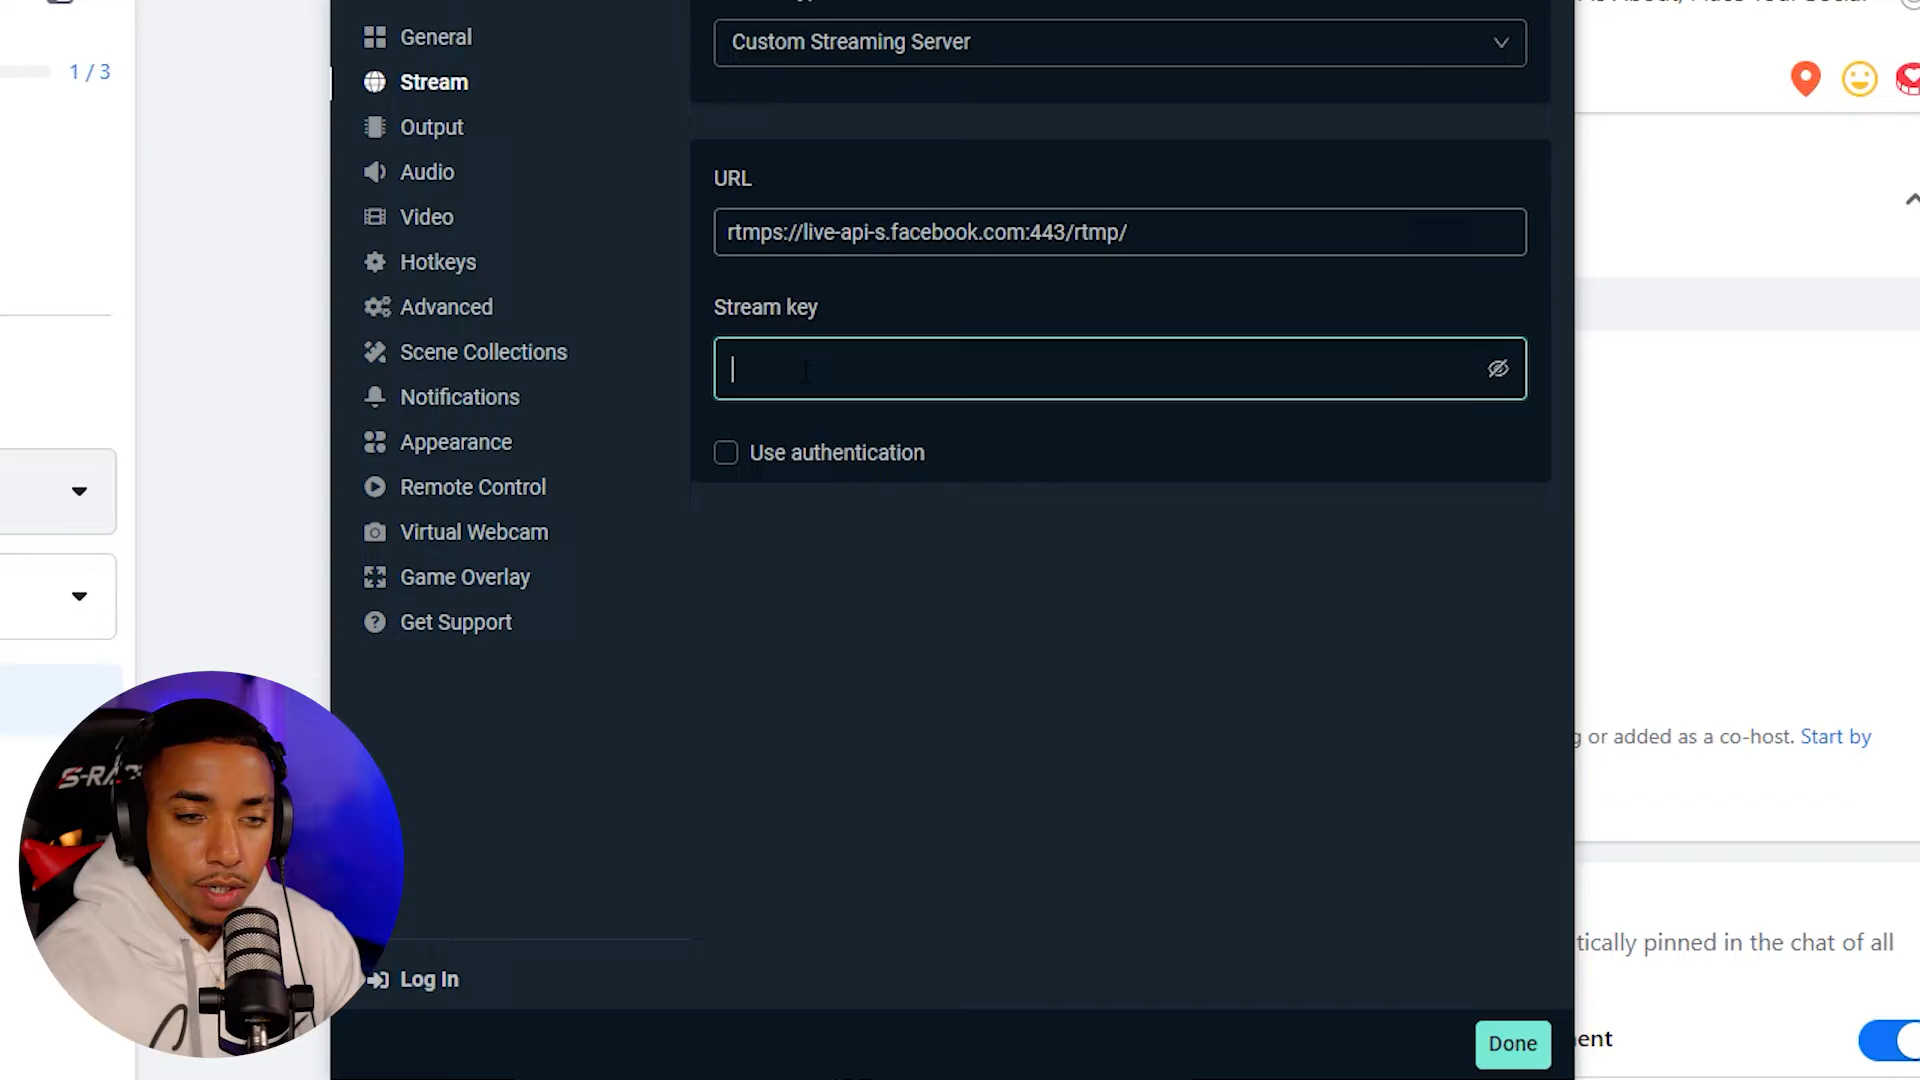 1 / 3
General
Stream
Output
Audio
Video
Hotkeys
Advanced
Scene Collections
Notifications
Appearance
Remote Control
Virtual Webcam
Game Overlay
Get Support
Log In
Custom Streaming Server
URL
rtmps://live-api-s.facebook.com:443/rtmp/
Stream key
Use authentication
Done
or added as a co-host. Start by
tically pinned in the chat of all
ent